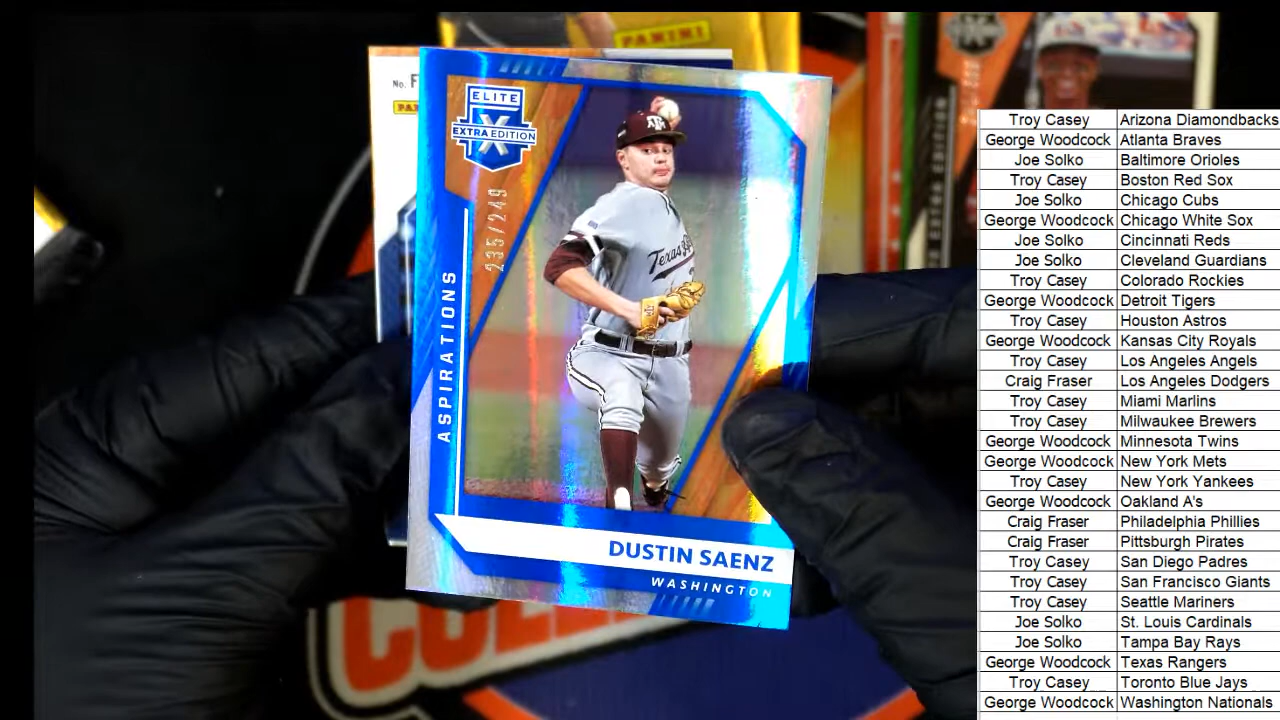 PANINI
No. F
PAN
ELITE
X
EXTRA EDITION
235/249
ASPIRATIONS
ATM
Texas A&M
DUSTIN SAENZ
WASHINGTON
Troy Casey Arizona Diamondbacks
George Woodcock Atlanta Braves
Joe Solko Baltimore Orioles
Troy Casey Boston Red Sox
Joe Solko Chicago Cubs
George Woodcock Chicago White Sox
Joe Solko Cincinnati Reds
Joe Solko Cleveland Guardians
Troy Casey Colorado Rockies
George Woodcock Detroit Tigers
Troy Casey Houston Astros
George Woodcock Kansas City Royals
Troy Casey Los Angeles Angels
Craig Fraser Los Angeles Dodgers
Troy Casey Miami Marlins
Troy Casey Milwaukee Brewers
George Woodcock Minnesota Twins
George Woodcock New York Mets
Troy Casey New York Yankees
George Woodcock Oakland A's
Craig Fraser Philadelphia Phillies
Craig Fraser Pittsburgh Pirates
Troy Casey San Diego Padres
Troy Casey San Francisco Giants
Troy Casey Seattle Mariners
Joe Solko St. Louis Cardinals
Joe Solko Tampa Bay Rays
George Woodcock Texas Rangers
Troy Casey Toronto Blue Jays
George Woodcock Washington Nationals